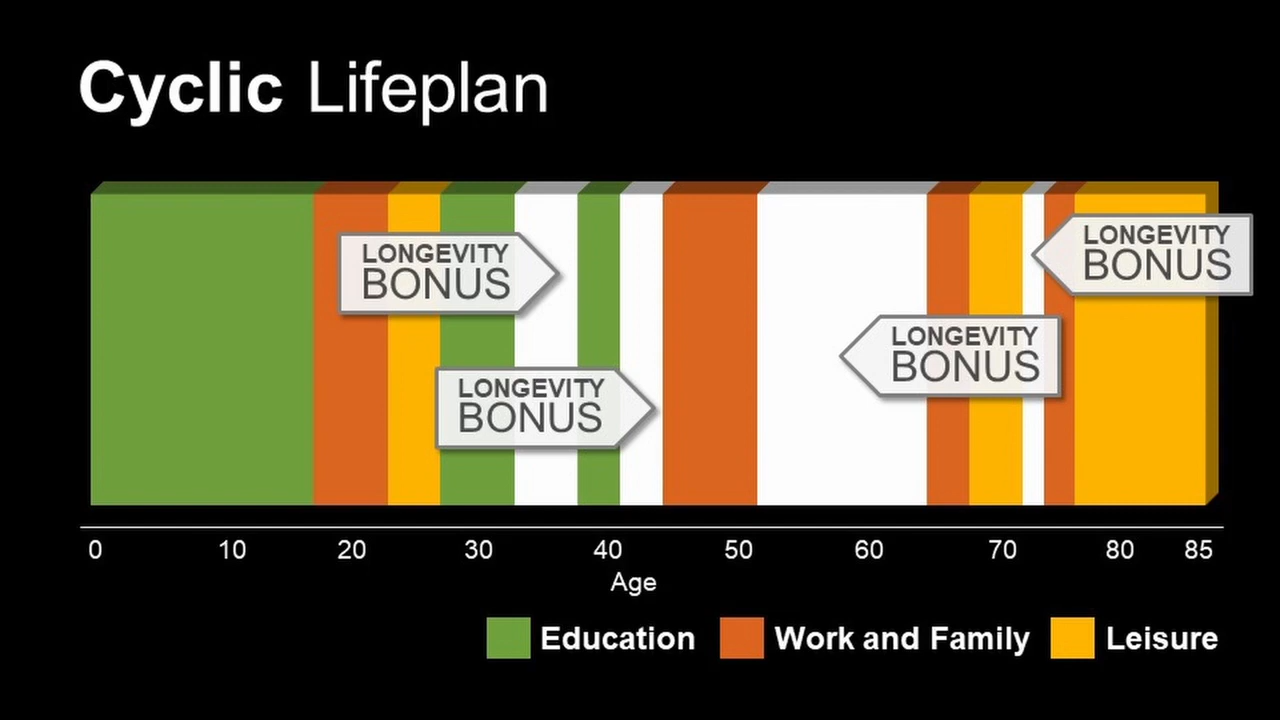 Cyclic Lifeplan
LONGEVITY
BONUS
LONGEVITY
BONUS
LONGEVITY
BONUS
LONGEVITY
BONUS
0 10 20 30 40 50 60 70 80 85
Age
Education Work and Family Leisure